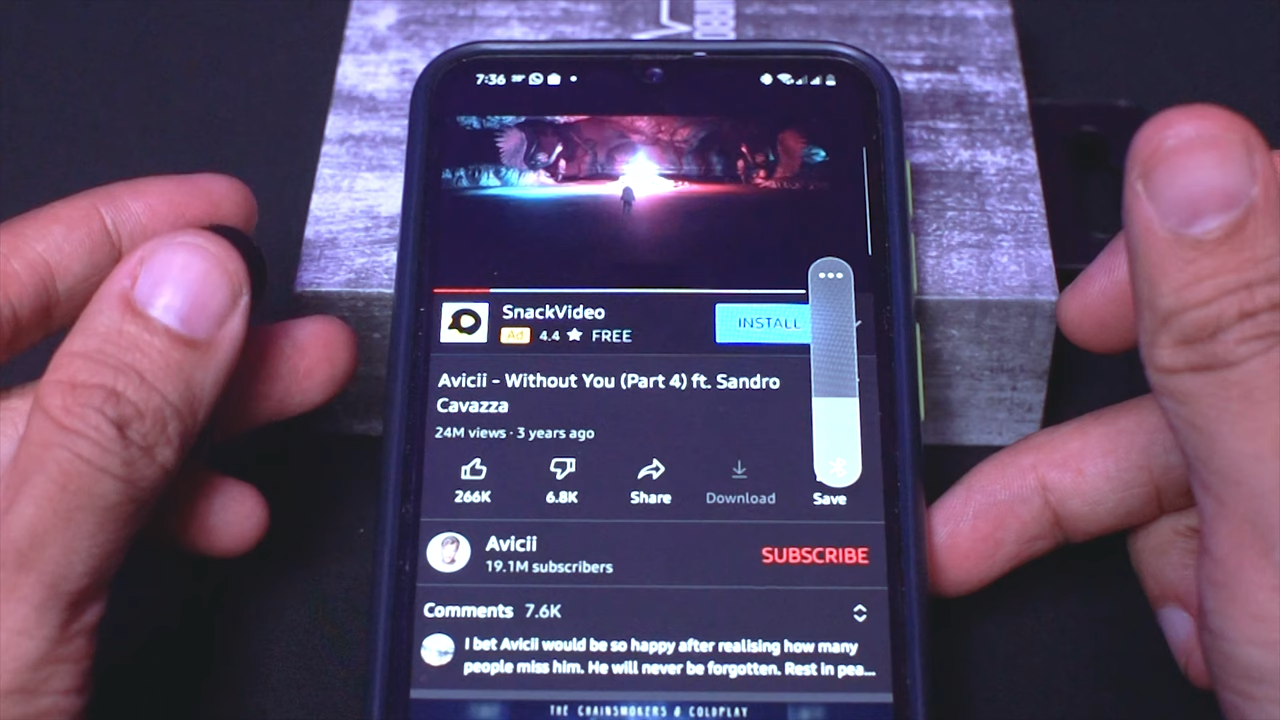 7:36
SnackVideo
INSTALL
Ad 4.4 ★ FREE
Avicii - Without You (Part 4) ft. Sandro
Cavazza
24M views · 3 years ago
266K 6.8K Share Download Save
Avicii
19.1M subscribers
SUBSCRIBE
Comments 7.6K
I bet Avicii would be so happy after realising how many
people miss him. He will never be forgotten. Rest in pea...
THE CHAINSMOKERS & COLDPLAY